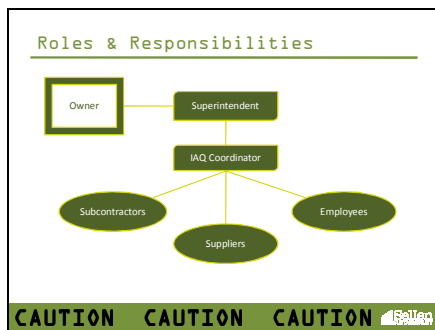 Roles & Responsibilities
Owner
Superintendent
IAQ Coordinator
Subcontractors
Employees
Suppliers
CAUTION CAUTION CAUTION